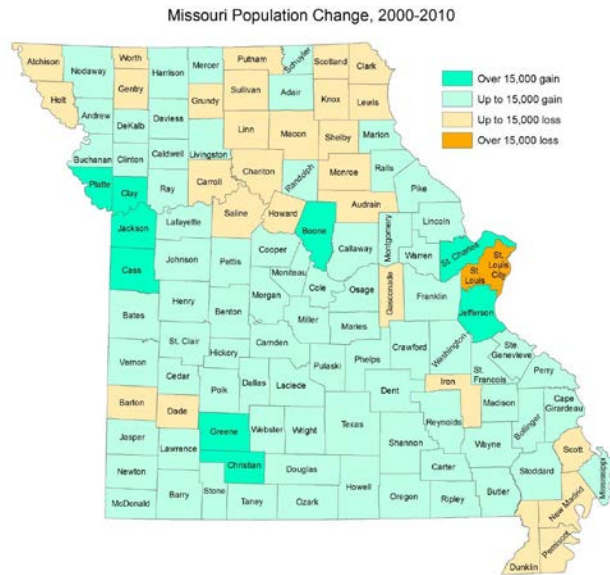 Missouri Population Change, 2000-2010
Over 15,000 gain
Up to 15,000 gain
Up to 15,000 loss
Over 15,000 loss
Atchison
Nodaway
Worth
Gentry
Harrison
Mercer
Putnam
Schuyler
Scotland
Clark
Holt
Andrew
DeKalb
Daviess
Grundy
Sullivan
Adair
Knox
Lewis
Buchanan
Clinton
Caldwell
Livingston
Linn
Macon
Shelby
Marion
Platte
Clay
Ray
Carroll
Chariton
Randolph
Monroe
Ralls
Pike
Jackson
Lafayette
Saline
Howard
Boone
Audrain
Callaway
Montgomery
Lincoln
Warren
St. Charles
St.
Louis
City
St.
Louis
Cass
Johnson
Pettis
Cooper
Moniteau
Cole
Osage
Gasconade
Franklin
Jefferson
Bates
Henry
Benton
Morgan
Miller
Maries
Crawford
Washington
Ste.
Genevieve
Vernon
St. Clair
Hickory
Camden
Pulaski
Phelps
Dent
Iron
St.
Francois
Perry
Cedar
Polk
Dallas
Laclede
Texas
Reynolds
Madison
Bollinger
Cape
Girardeau
Barton
Dade
Greene
Webster
Wright
Shannon
Wayne
Scott
Mississippi
Jasper
Lawrence
Christian
Douglas
Carter
Stoddard
Newton
McDonald
Barry
Stone
Taney
Ozark
Howell
Oregon
Ripley
Butler
New Madrid
Pemiscot
Dunklin